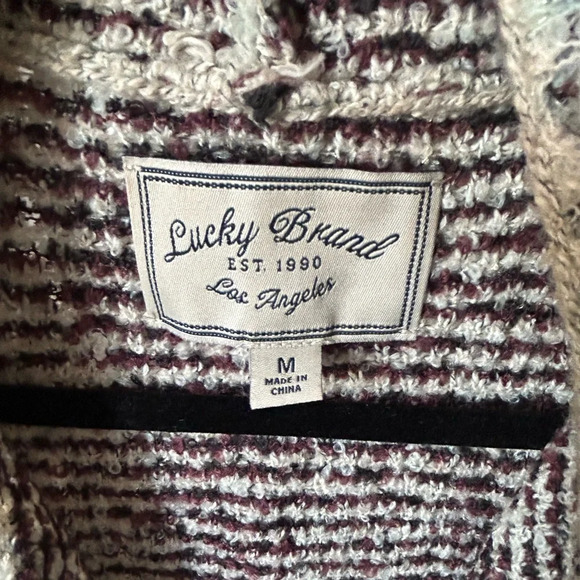 Lucky Brand
EST. 1990
Los Angeles
M
MADE IN
CHINA